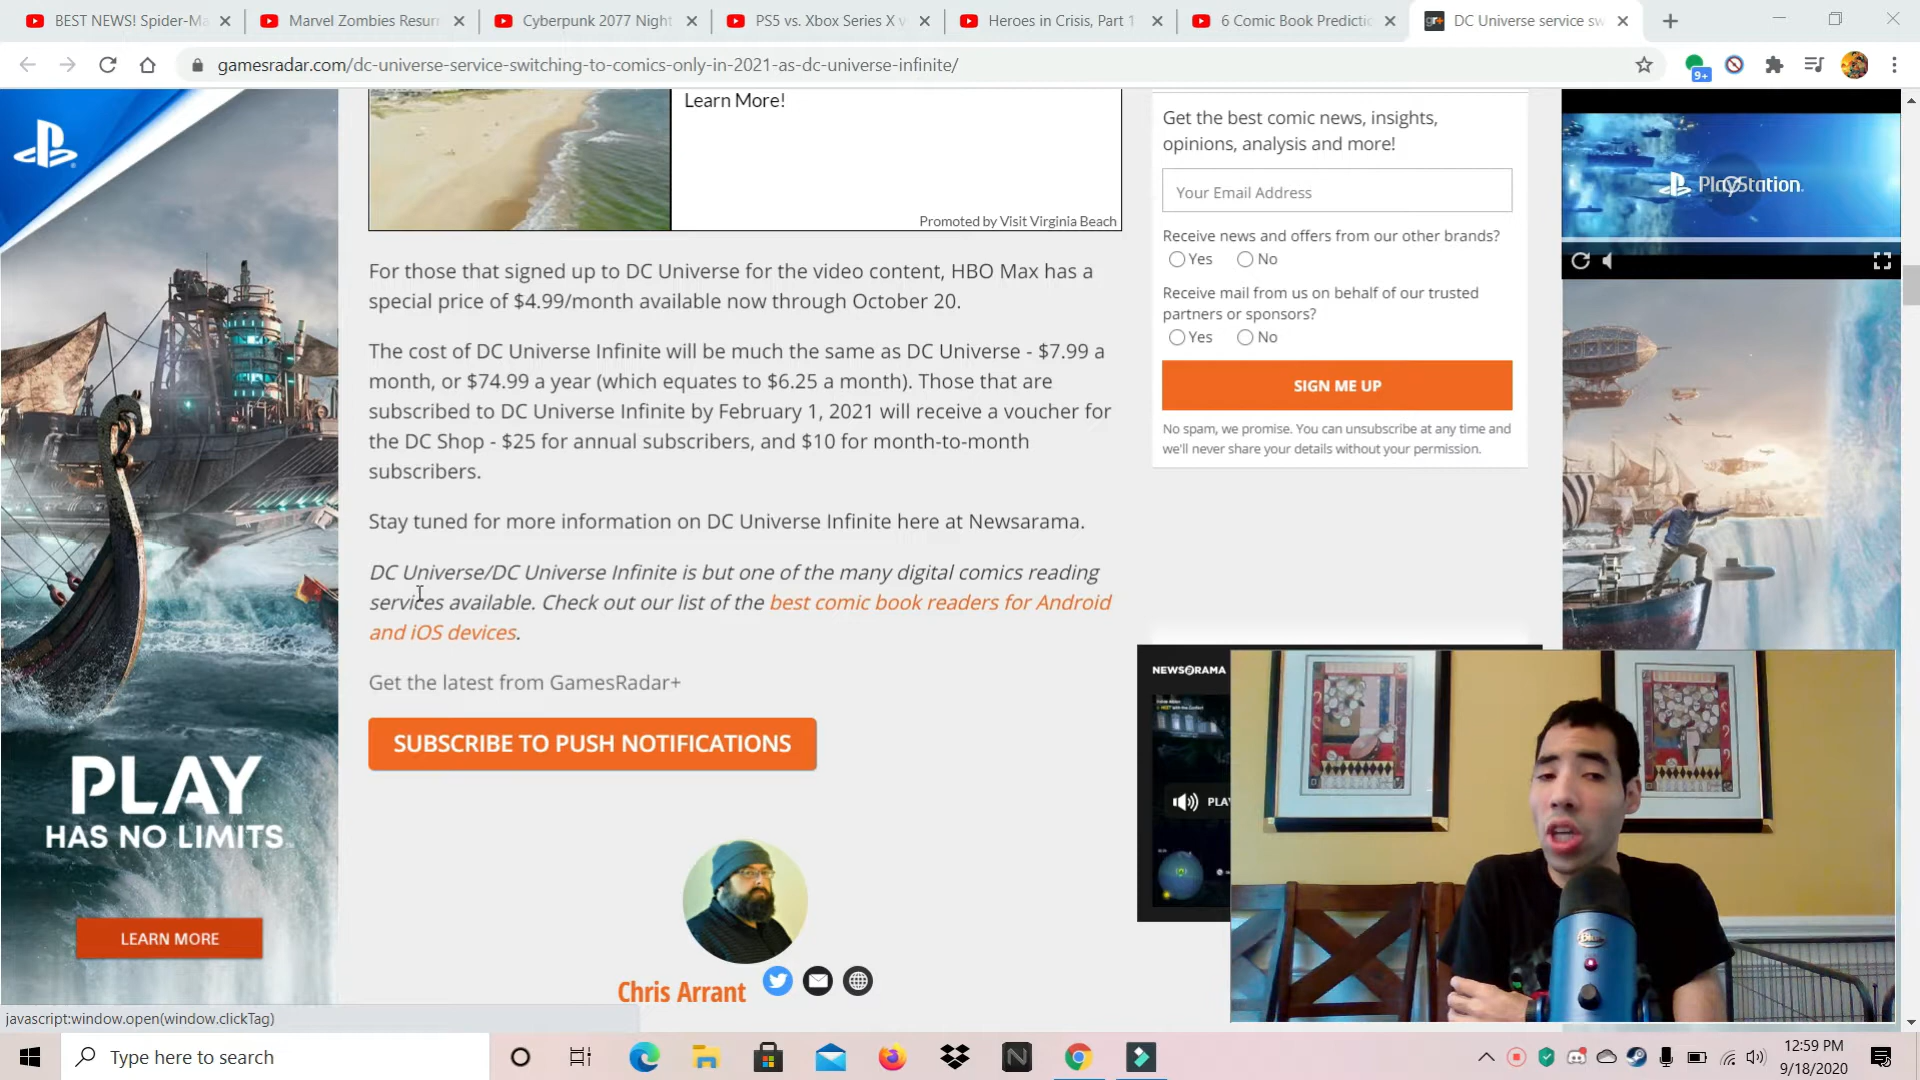 BEST NEWS! Spider-Ma
Marvel Zombies Resurr
Cyberpunk 2077 Night
PS5 vs. Xbox Series X v
Heroes in Crisis, Part 1
6 Comic Book Predictio
DC Universe service sw
gamesradar.com/dc-universe-service-switching-to-comics-only-in-2021-as-dc-universe-infinite/
9+
Learn More!
Promoted by Visit Virginia Beach
For those that signed up to DC Universe for the video content, HBO Max has a
special price of $4.99/month available now through October 20.
The cost of DC Universe Infinite will be much the same as DC Universe - $7.99 a
month, or $74.99 a year (which equates to $6.25 a month). Those that are
subscribed to DC Universe Infinite by February 1, 2021 will receive a voucher for
the DC Shop - $25 for annual subscribers, and $10 for month-to-month
subscribers.
Stay tuned for more information on DC Universe Infinite here at Newsarama.
DC Universe/DC Universe Infinite is but one of the many digital comics reading
services available. Check out our list of the best comic book readers for Android
and iOS devices.
Get the latest from GamesRadar+
SUBSCRIBE TO PUSH NOTIFICATIONS
Chris Arrant
Get the best comic news, insights,
opinions, analysis and more!
Your Email Address
Receive news and offers from our other brands?
Yes No
Receive mail from us on behalf of our trusted
partners or sponsors?
Yes No
SIGN ME UP
No spam, we promise. You can unsubscribe at any time and
we'll never share your details without your permission.
PlayStation.
NEWSARAMA
PLA
PLAY
HAS NO LIMITS
LEARN MORE
Blue
javascript:window.open(window.clickTag)
Type here to search
12:59 PM
9/18/2020